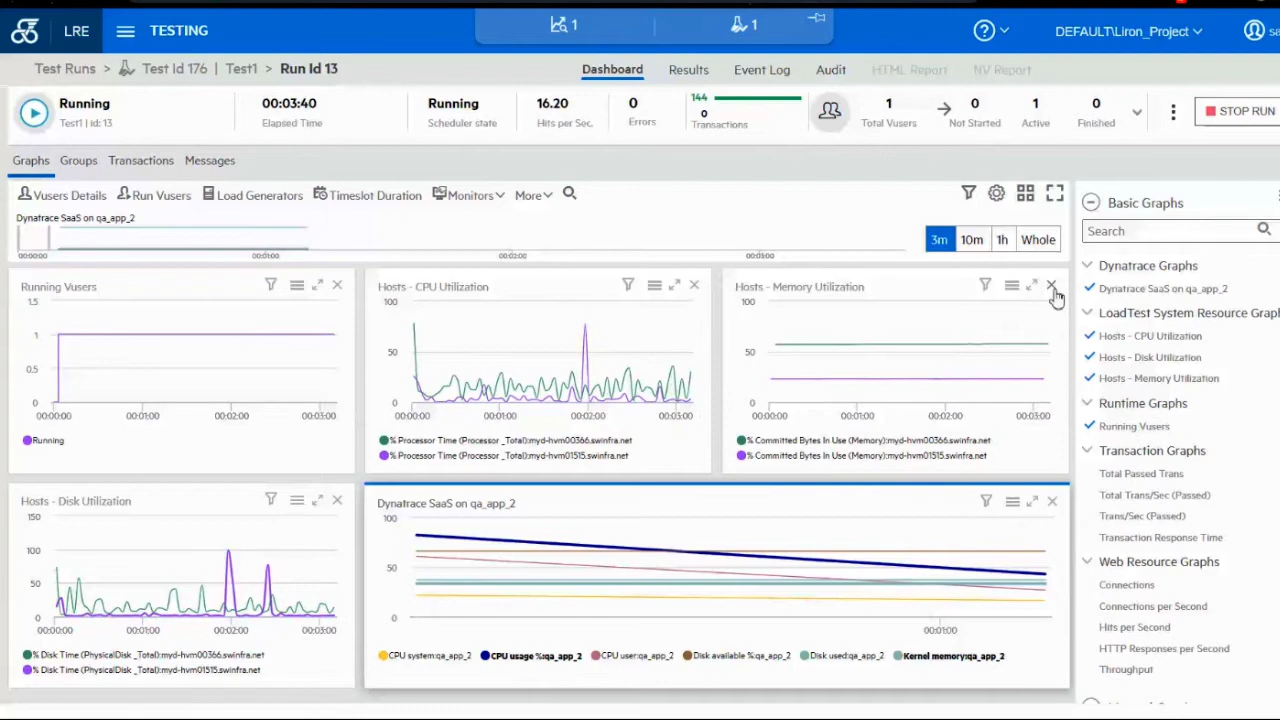 LRE TESTING 1 1 DEFAULT\Liron_Project sa
Test Runs > Test Id 176 | Test1 > Run Id 13 Dashboard Results Event Log Audit HTML Report NV Report
Running 00:03:40 Running 16.20 0 144 0 1 0 1 0 STOP RUN
Test1 | id: 13 Elapsed Time Scheduler state Hits per Sec. Errors Transactions Total Vusers Not Started Active Finished
Graphs Groups Transactions Messages
Vusers Details Run Vusers Load Generators Timeslot Duration Monitors More
Dynatrace SaaS on qa_app_2
3m 10m 1h Whole
00:00:00 00:01:00 00:02:00 00:03:00
Running Vusers
1.5
1
0.5
0
00:00:00 00:01:00 00:02:00 00:03:00
Running
Hosts - CPU Utilization
100
50
0
00:00:00 00:01:00 00:02:00 00:03:00
% Processor Time (Processor _Total):myd-hvm00366.swinfra.net
% Processor Time (Processor _Total):myd-hvm01515.swinfra.net
Hosts - Memory Utilization
100
50
0
00:00:00 00:01:00 00:02:00 00:03:00
% Committed Bytes In Use (Memory):myd-hvm00366.swinfra.net
% Committed Bytes In Use (Memory):myd-hvm01515.swinfra.net
Hosts - Disk Utilization
150
100
50
0
00:00:00 00:01:00 00:02:00 00:03:00
% Disk Time (PhysicalDisk _Total):myd-hvm00366.swinfra.net
% Disk Time (PhysicalDisk _Total):myd-hvm01515.swinfra.net
Dynatrace SaaS on qa_app_2
100
50
0
00:01:00
CPU system:qa_app_2 CPU usage %:qa_app_2 CPU user:qa_app_2 Disk available %:qa_app_2 Disk used:qa_app_2 Kernel memory:qa_app_2
Basic Graphs
Search
Dynatrace Graphs
Dynatrace SaaS on qa_app_2
LoadTest System Resource Graph
Hosts - CPU Utilization
Hosts - Disk Utilization
Hosts - Memory Utilization
Runtime Graphs
Running Vusers
Transaction Graphs
Total Passed Trans
Total Trans/Sec (Passed)
Trans/Sec (Passed)
Transaction Response Time
Web Resource Graphs
Connections
Connections per Second
Hits per Second
HTTP Responses per Second
Throughput